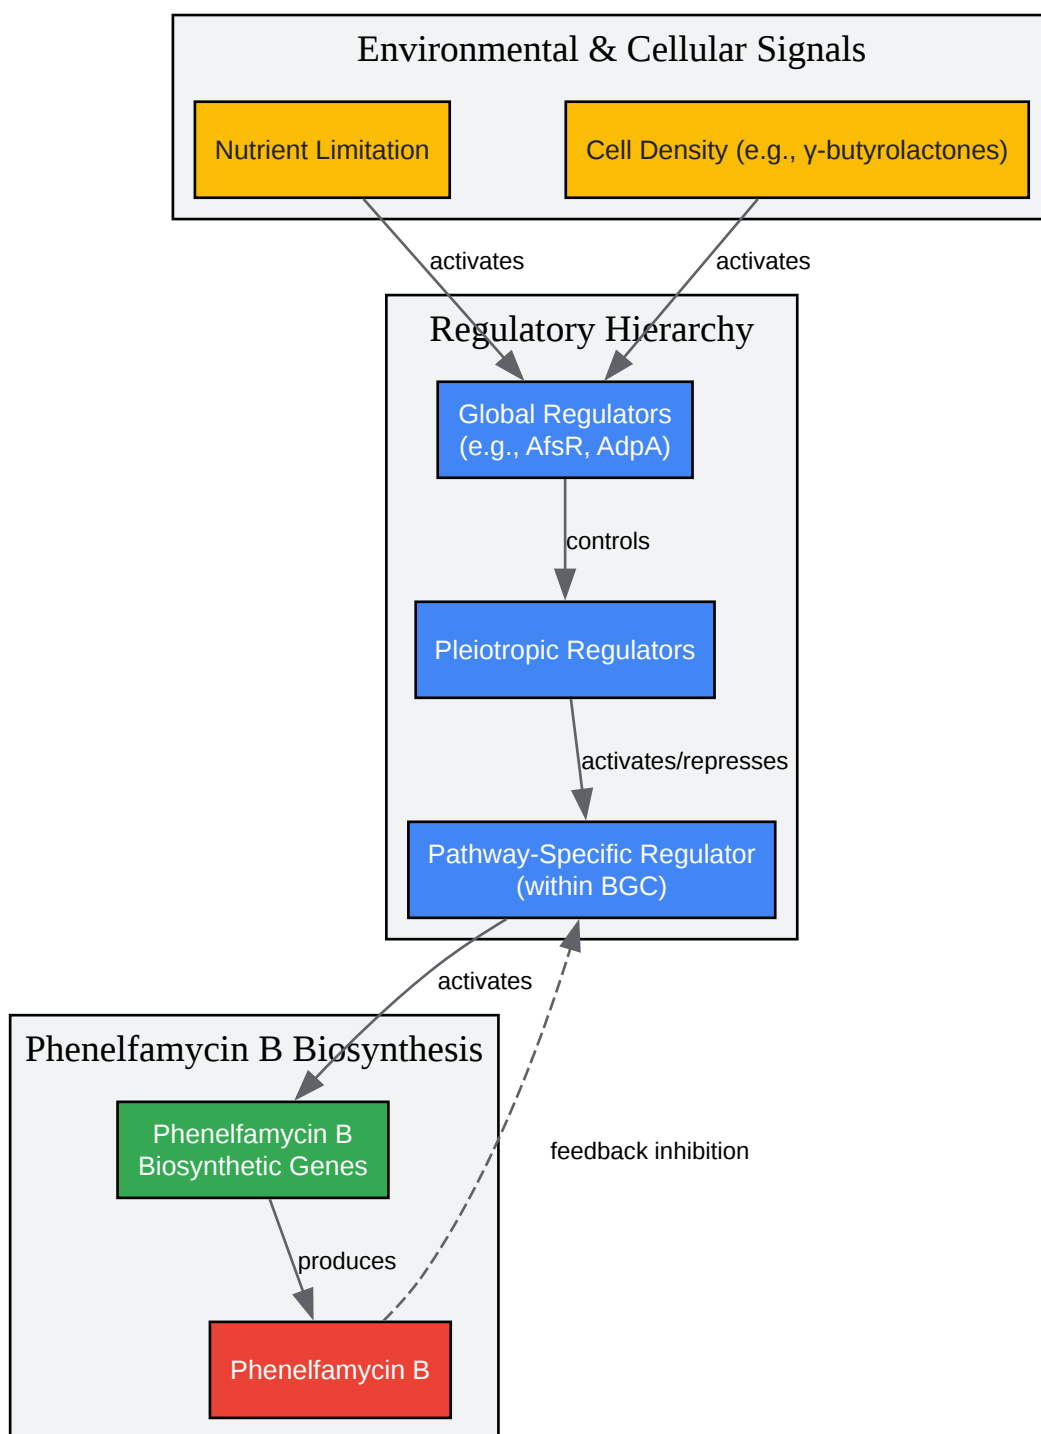 Environmental & Cellular Signals
Nutrient Limitation
Cell Density (e.g., γ-butyrolactones)
activates
activates
Regulatory Hierarchy
Global Regulators
(e.g., AfsR, AdpA)
controls
Pleiotropic Regulators
activates/represses
Pathway-Specific Regulator
(within BGC)
activates
Phenelfamycin B Biosynthesis
Phenelfamycin B
Biosynthetic Genes
feedback inhibition
produces
Phenelfamycin B